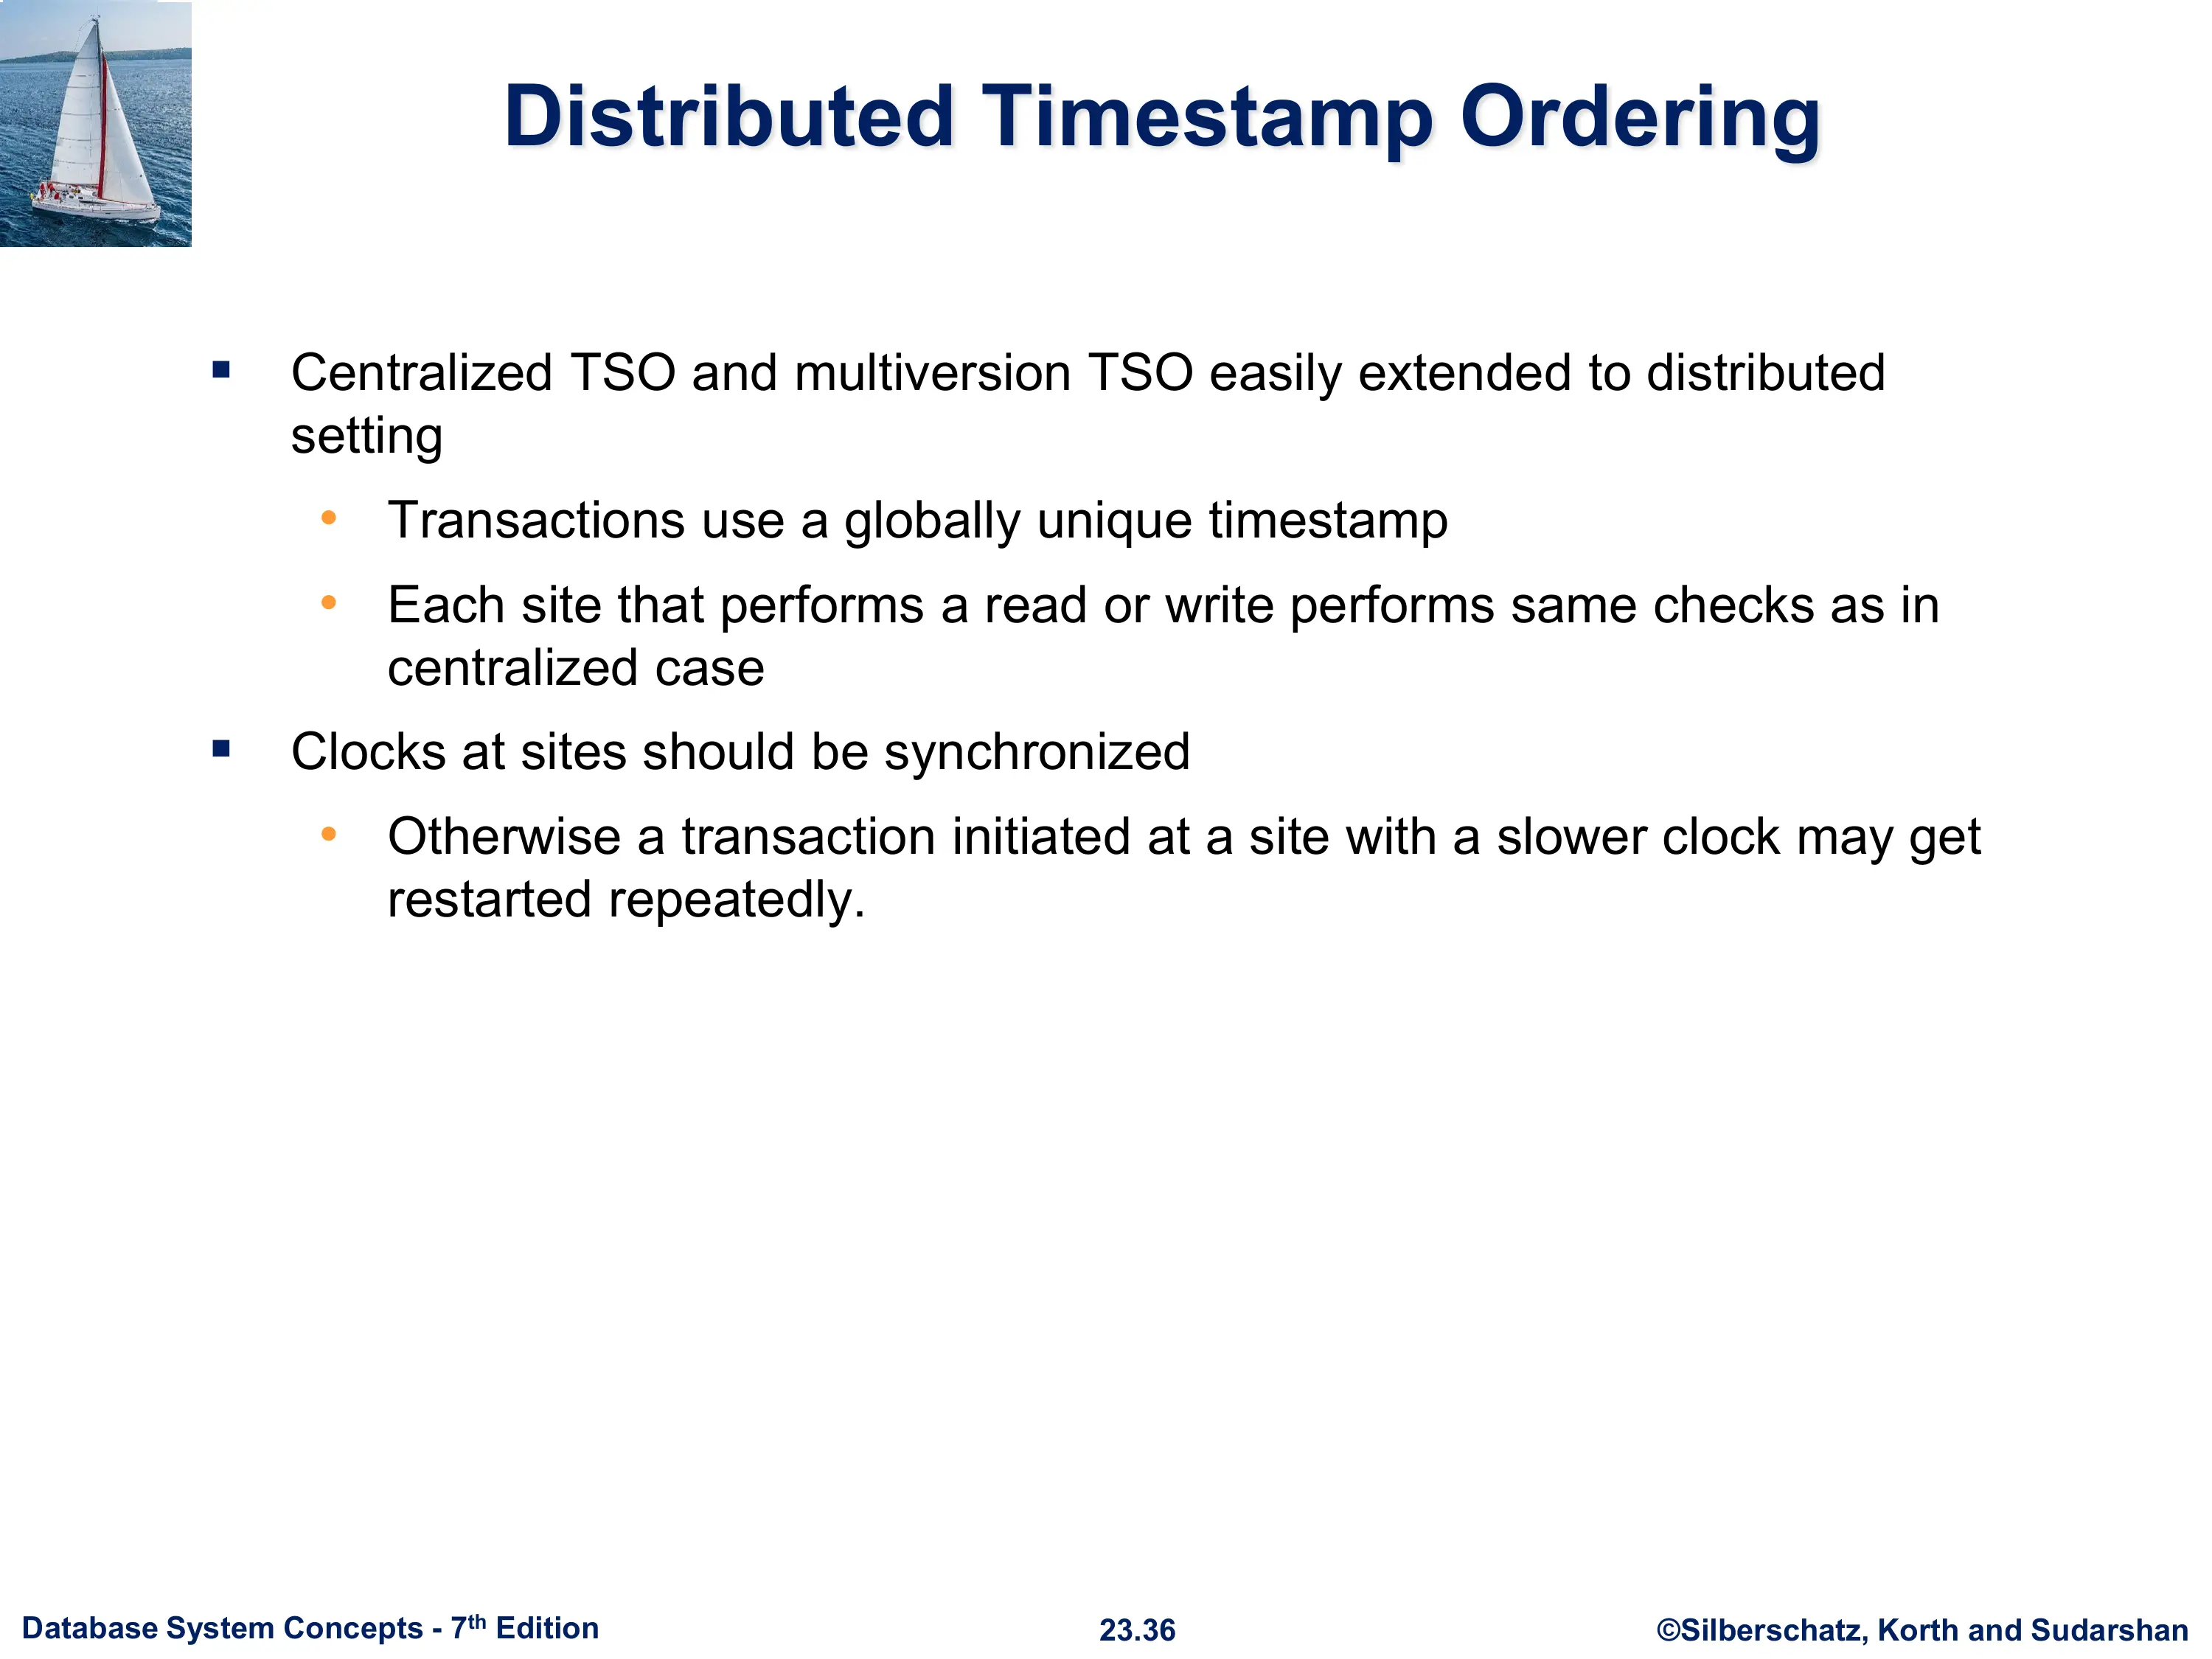 Distributed Timestamp Ordering
▪ Centralized TSO and multiversion TSO easily extended to distributed
setting
• Transactions use a globally unique timestamp
• Each site that performs a read or write performs same checks as in
centralized case
▪ Clocks at sites should be synchronized
• Otherwise a transaction initiated at a site with a slower clock may get
restarted repeatedly.
Database System Concepts - 7th Edition
23.36
©Silberschatz, Korth and Sudarshan